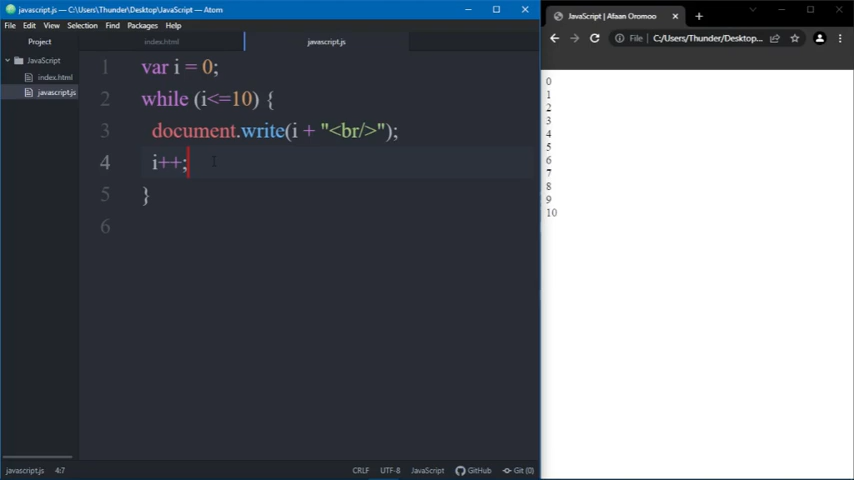 javascript.js — C:\Users\Thunder\Desktop\JavaScript — Atom
File Edit View Selection Find Packages Help
Project
JavaScript
index.html
javascript.js
index.html
javascript.js
1 var i = 0;
2 while (i<=10) {
3 document.write(i + "<br/>");
4 i++;
5 }
6
javascript.js 4:7 CRLF UTF-8 JavaScript GitHub Git (0)
JavaScript | Afaan Oromoo
File C:/Users/Thunder/Desktop...
0
1
2
3
4
5
6
7
8
9
10